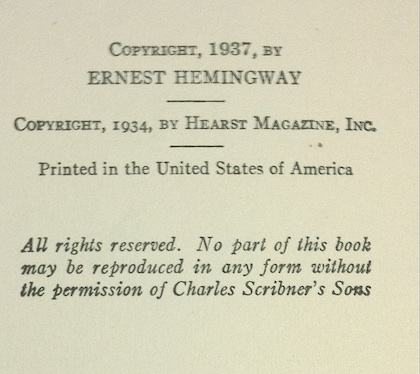 COPYRIGHT, 1937, BY
ERNEST HEMINGWAY
COPYRIGHT, 1934, BY HEARST MAGAZINE, INC.
Printed in the United States of America
All rights reserved. No part of this book
may be reproduced in any form without
the permission of Charles Scribner's Sons